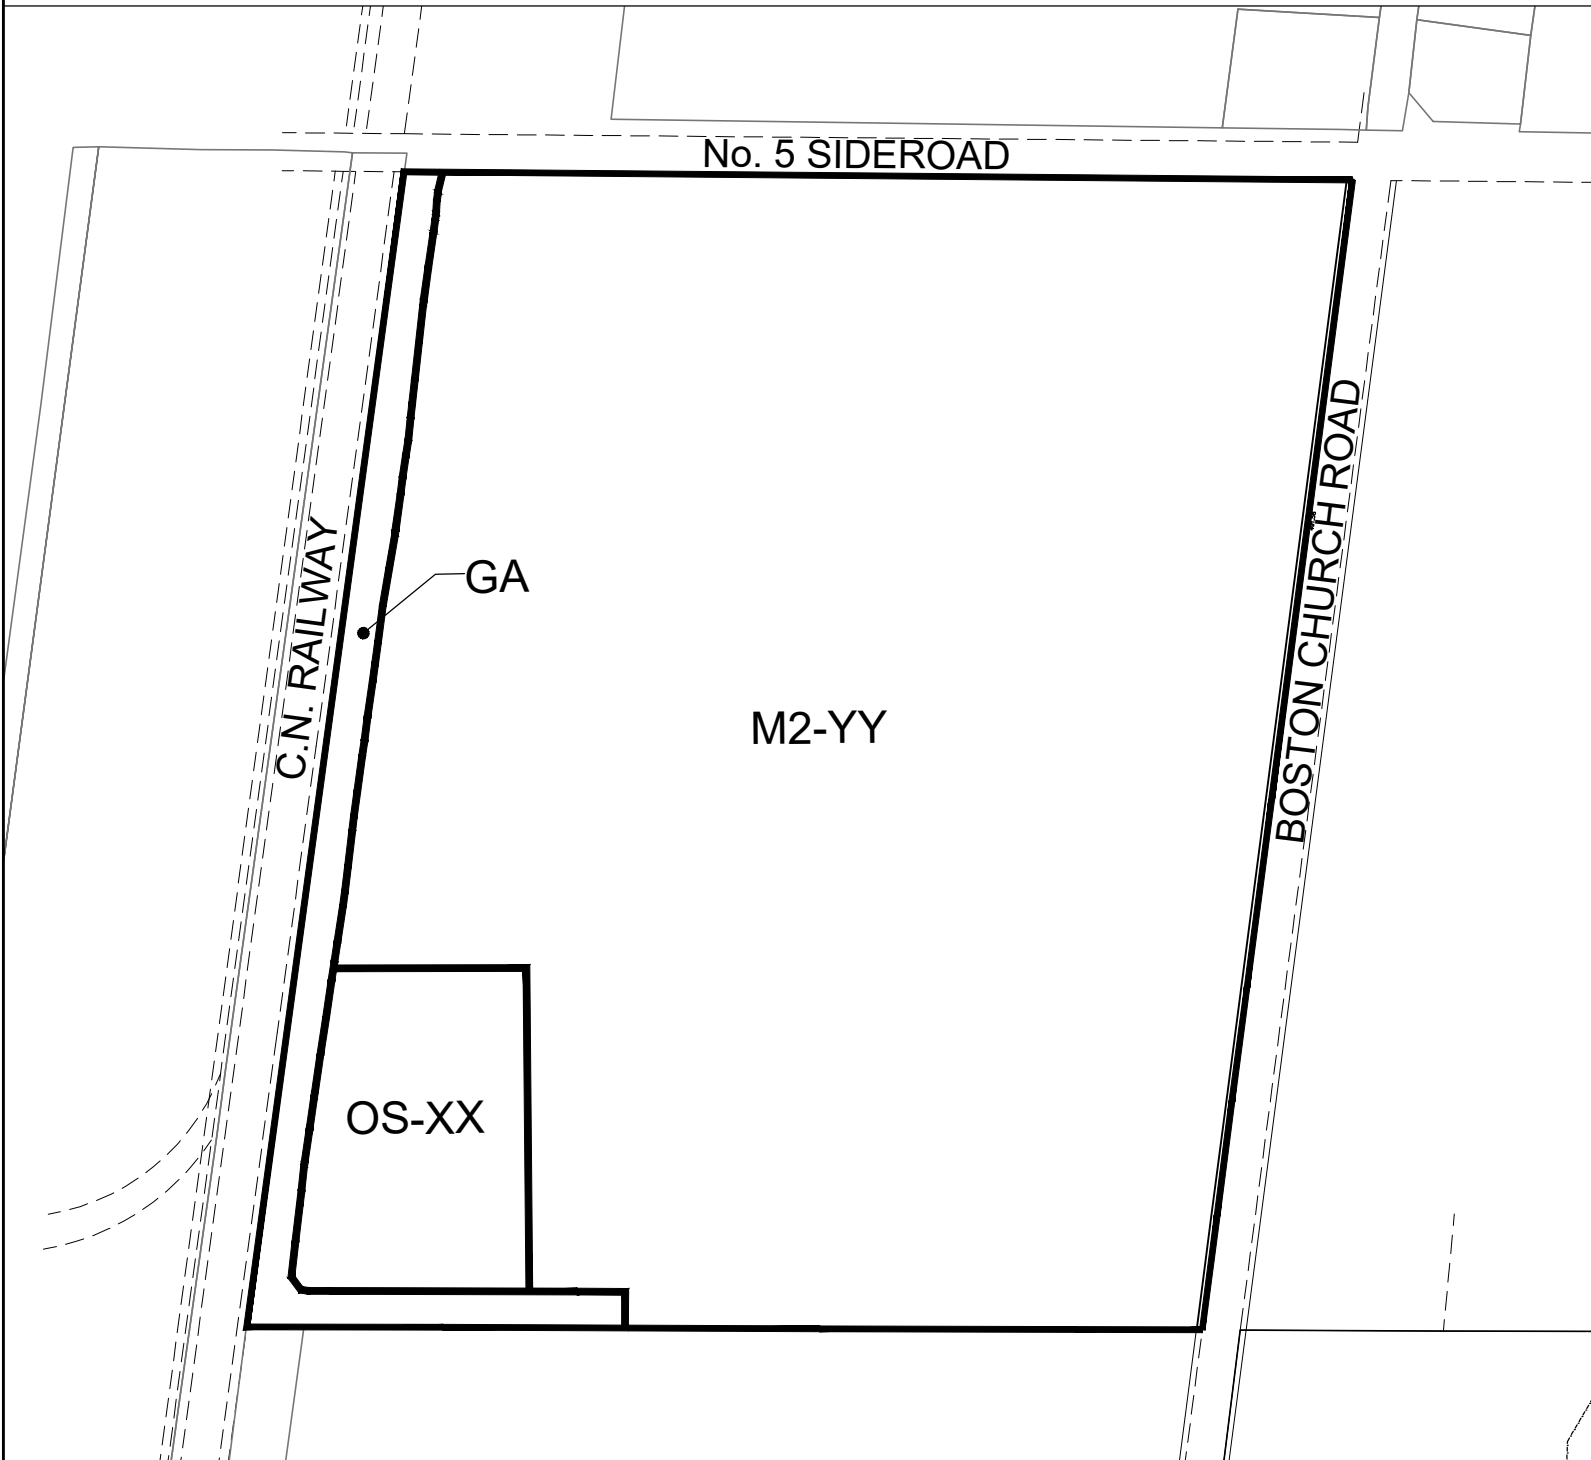 No. 5 SIDEROAD
C.N. RAILWAY
GA
BOSTON CHURCH ROAD
M2-YY
OS-XX